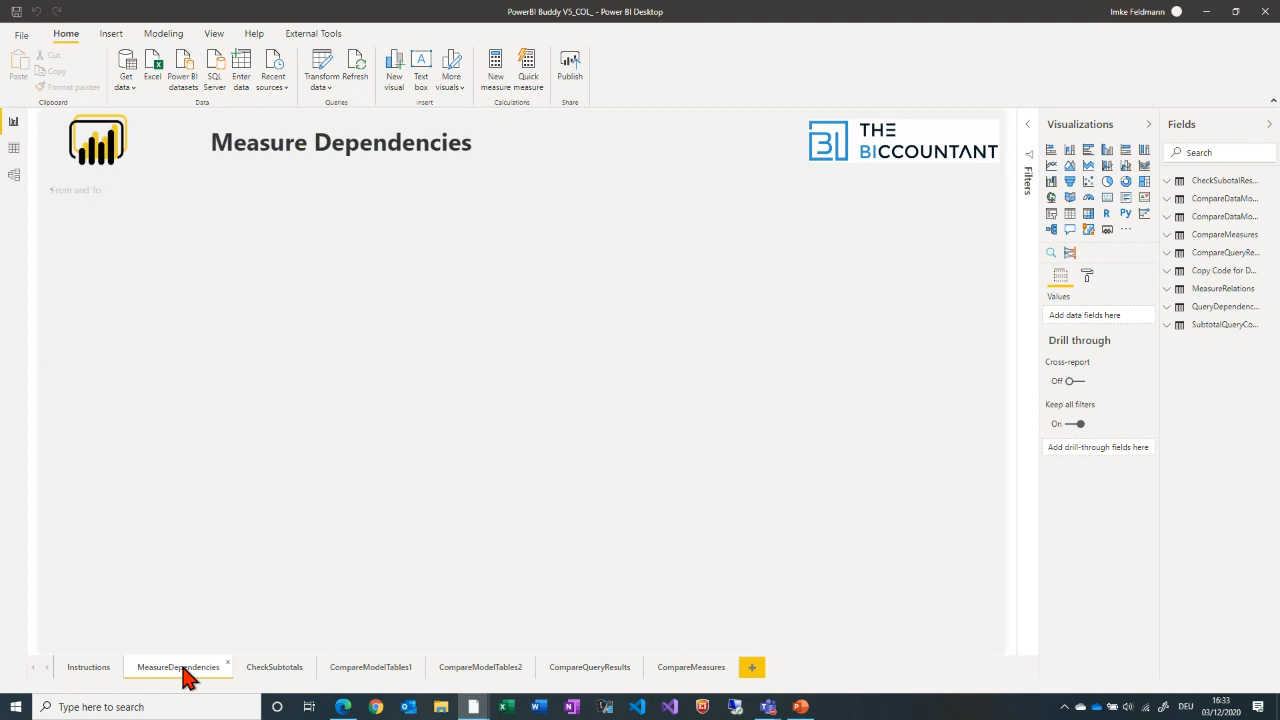 PowerBI Buddy V5_COL_ - Power BI Desktop
Imke Feldmann
File
Home
Insert
Modeling
View
Help
External Tools
Paste
Cut
Copy
Format painter
Clipboard
Get
data
Excel
Power BI
datasets
SQL
Server
Enter
data
Recent
sources
Data
Transform
data
Refresh
Queries
New
visual
Text
box
More
visuals
Insert
New
measure
Quick
measure
Calculations
Publish
Share
Measure Dependencies
THE
BICCOUNTANT
From and To
Filters
Visualizations
Values
Add data fields here
Drill through
Cross-report
Off
Keep all filters
On
Add drill-through fields here
Fields
Search
CheckSubotalRes...
CompareDataMo...
CompareDataMo...
CompareMeasures
CompareQueryRe...
Copy Code for D...
MeasureRelations
QueryDependenc...
SubtotalQueryCo...
Instructions
MeasureDependencies
CheckSubtotals
CompareModelTables1
CompareModelTables2
CompareQueryResults
CompareMeasures
Type here to search
DEU
16:33
03/12/2020